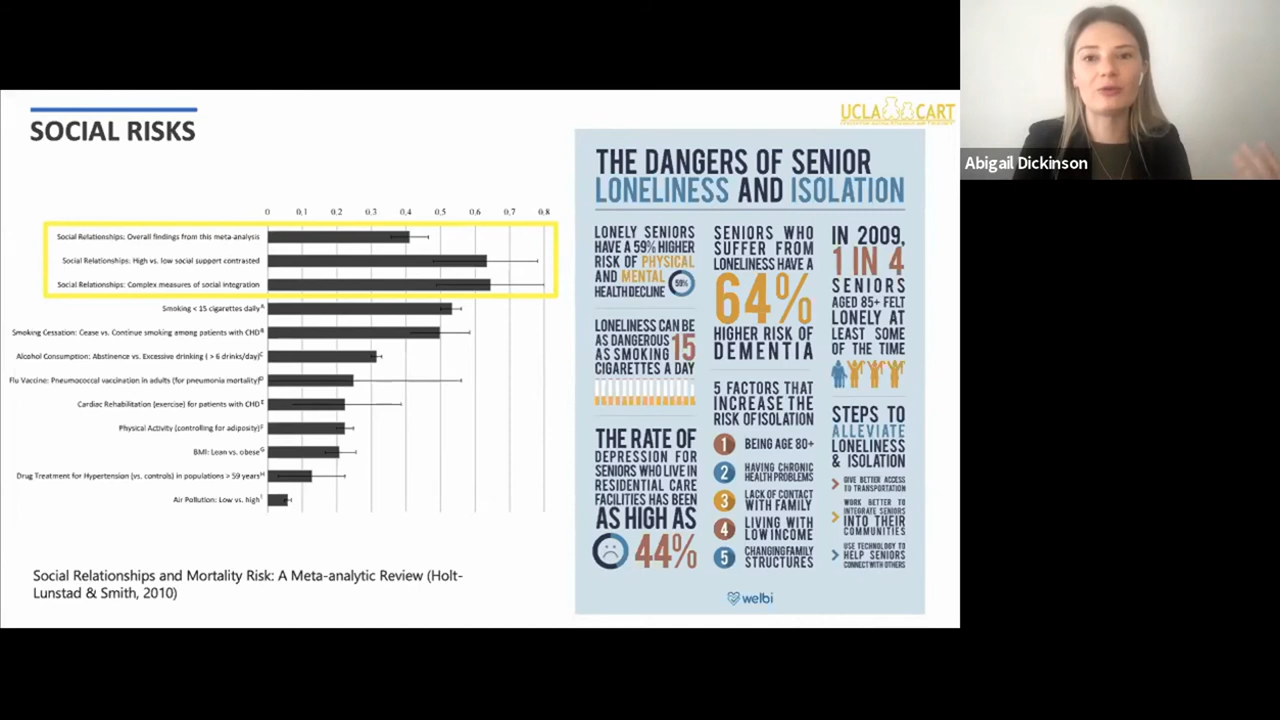 SOCIAL RISKS
UCLA CART
Abigail Dickinson
0 0,1 0,2 0,3 0,4 0,5 0,6 0,7 0,8
Social Relationships: Overall findings from this meta-analysis
Social Relationships: High vs. low social support contrasted
Social Relationships: Complex measures of social integration
Smoking < 15 cigarettes daily A
Smoking Cessation: Cease vs. Continue smoking among patients with CHD B
Alcohol Consumption: Abstinence vs. Excessive drinking ( > 6 drinks/day) C
Flu Vaccine: Pneumococcal vaccination in adults (for pneumonia mortality) D
Cardiac Rehabilitation (exercise) for patients with CHD E
Physical Activity (controlling for adiposity) F
BMI: Lean vs. obese G
Drug Treatment for Hypertension (vs. controls) in populations > 59 years H
Air Pollution: Low vs. high I
Social Relationships and Mortality Risk: A Meta-analytic Review (Holt-
Lunstad & Smith, 2010)
THE DANGERS OF SENIOR
LONELINESS AND ISOLATION
LONELY SENIORS
HAVE A 59% HIGHER
RISK OF PHYSICAL
AND MENTAL
HEALTH DECLINE
59%
LONELINESS CAN BE
AS DANGEROUS
AS SMOKING 15
CIGARETTES A DAY
THE RATE OF
DEPRESSION FOR
SENIORS WHO LIVE IN
RESIDENTIAL CARE
FACILITIES HAS BEEN
AS HIGH AS
44%
SENIORS WHO
SUFFER FROM
LONELINESS HAVE A
64%
HIGHER RISK OF
DEMENTIA
5 FACTORS THAT
INCREASE THE
RISK OF ISOLATION
1 BEING AGE 80+
2 HAVING CHRONIC
HEALTH PROBLEMS
3 LACK OF CONTACT
WITH FAMILY
4 LIVING WITH
LOW INCOME
5 CHANGING FAMILY
STRUCTURES
IN 2009,
1 IN 4
SENIORS
AGED 85+ FELT
LONELY AT
LEAST SOME
OF THE TIME
STEPS TO
ALLEVIATE
LONELINESS
& ISOLATION
GIVE BETTER ACCESS
TO TRANSPORTATION
WORK BETTER TO
INTEGRATE SENIORS
INTO THEIR
COMMUNITIES
USE TECHNOLOGY TO
HELP SENIORS
CONNECT WITH OTHERS
welbi